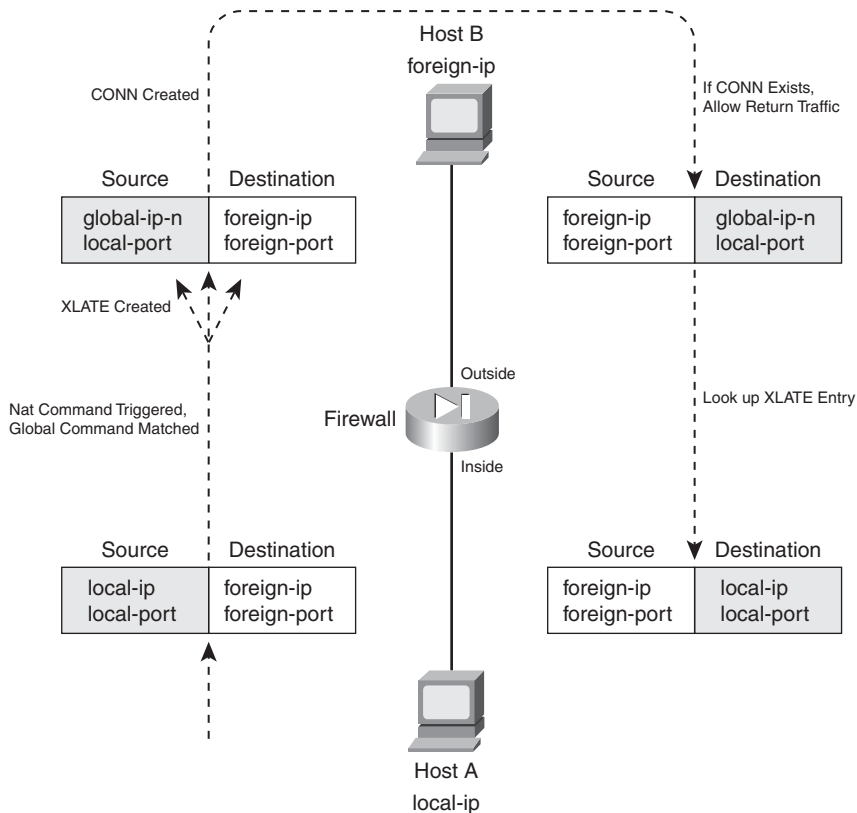 Host B
foreign-ip
CONN Created
If CONN Exists,
Allow Return Traffic
Source Destination
global-ip-n foreign-ip
local-port foreign-port
Source Destination
foreign-ip global-ip-n
foreign-port local-port
XLATE Created
Nat Command Triggered,
Global Command Matched
Outside
Firewall
Inside
Look up XLATE Entry
Source Destination
local-ip foreign-ip
local-port foreign-port
Source Destination
foreign-ip local-ip
foreign-port local-port
Host A
local-ip